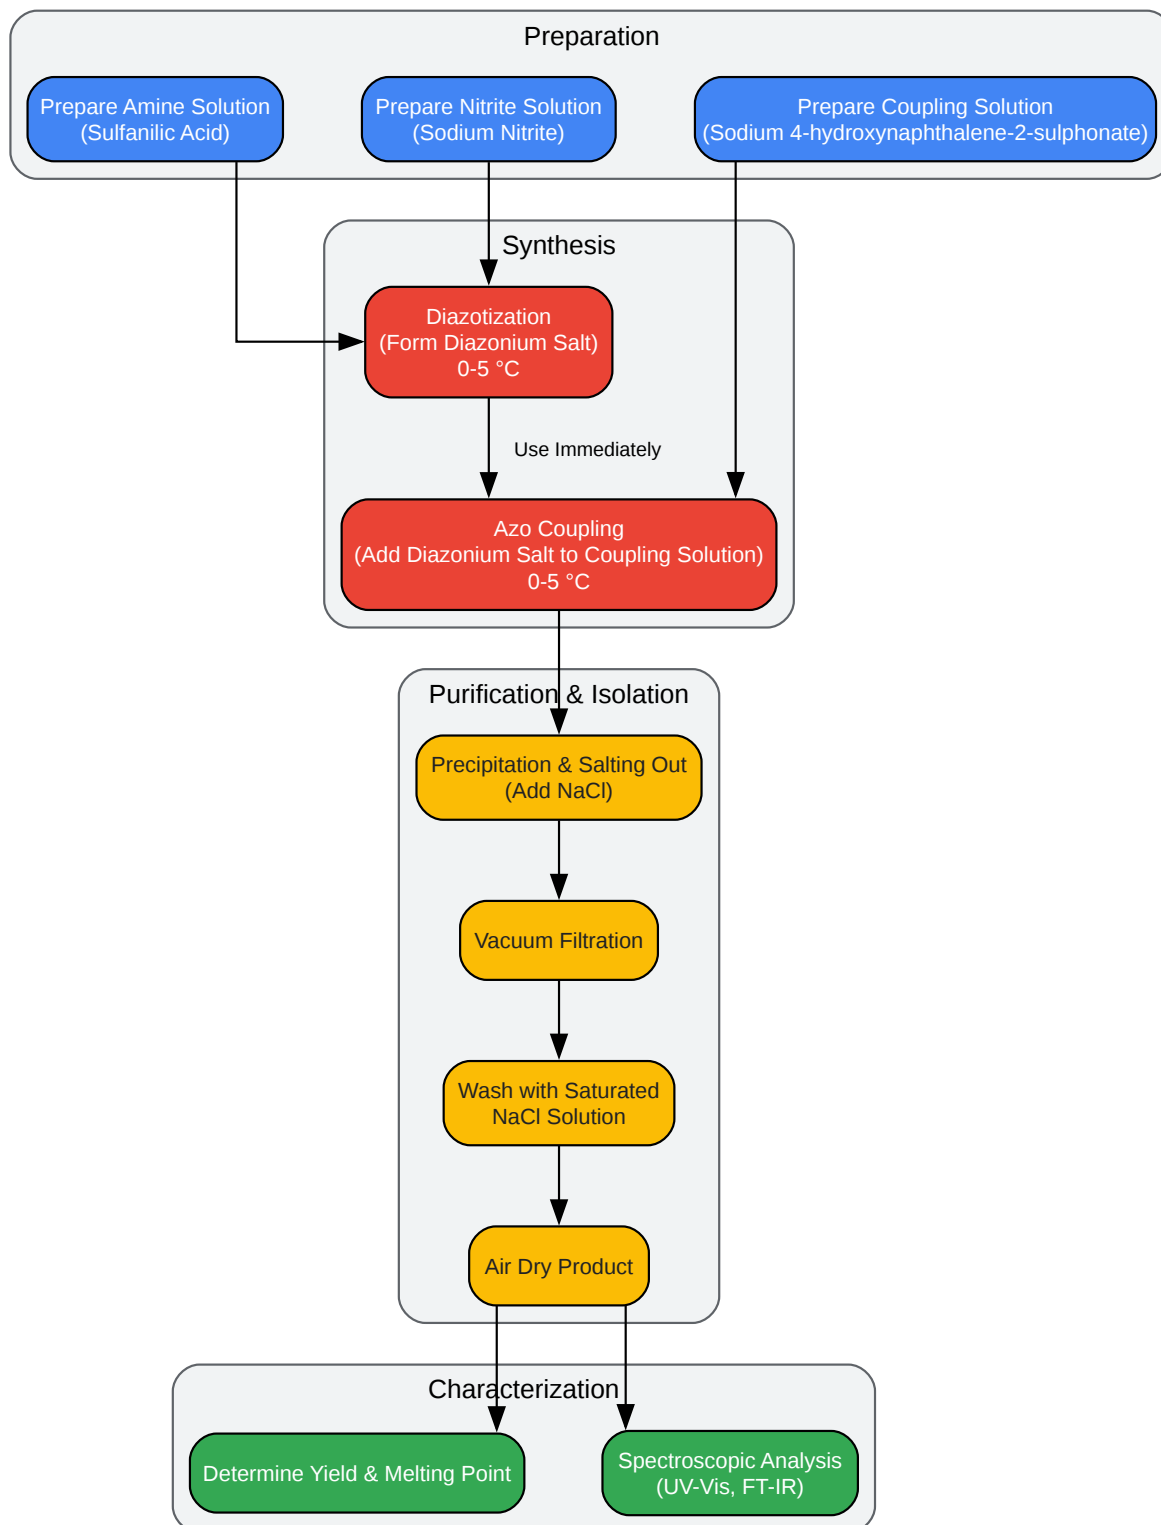 Preparation
Prepare Amine Solution
(Sulfanilic Acid)
Prepare Nitrite Solution
(Sodium Nitrite)
Prepare Coupling Solution
(Sodium 4-hydroxynaphthalene-2-sulphonate)
Synthesis
Diazotization
(Form Diazonium Salt)
0-5 °C
Use Immediately
Azo Coupling
(Add Diazonium Salt to Coupling Solution)
0-5 °C
Purification & Isolation
Precipitation & Salting Out
(Add NaCl)
Vacuum Filtration
Wash with Saturated
NaCl Solution
Air Dry Product
Characterization
Determine Yield & Melting Point
Spectroscopic Analysis
(UV-Vis, FT-IR)